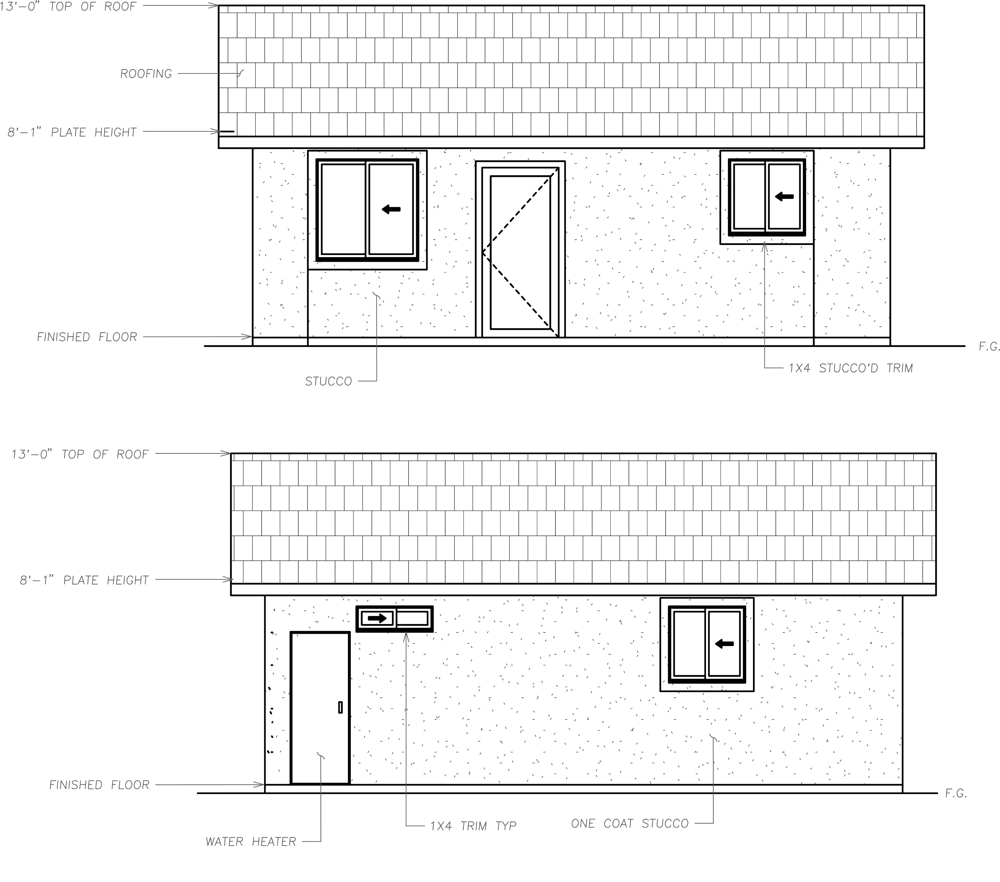 13'-0" TOP OF ROOF
ROOFING
8'-1" PLATE HEIGHT
FINISHED FLOOR
F.G.
1X4 STUCCO'D TRIM
STUCCO
13'-0" TOP OF ROOF
8'-1" PLATE HEIGHT
FINISHED FLOOR
F.G.
1X4 TRIM TYP
ONE COAT STUCCO
WATER HEATER